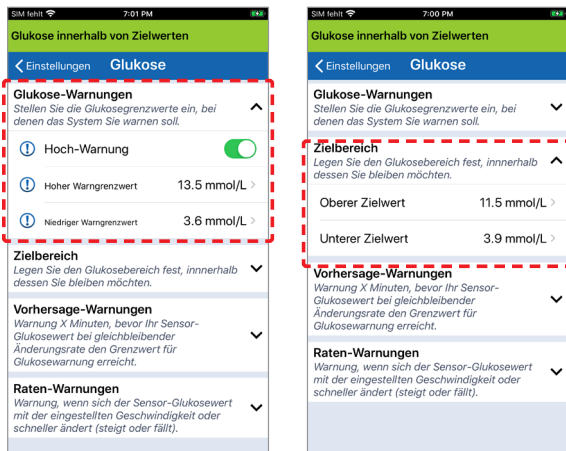 SIM fehlt 7:01 PM
Glukose innerhalb von Zielwerten
Einstellungen Glukose
Glukose-Warnungen
Stellen Sie die Glukosegrenzwerte ein, bei
denen das System Sie warnen soll.
Hoch-Warnung
Hoher Warngrenzwert 13.5 mmol/L
Niedriger Warngrenzwert 3.6 mmol/L
Zielbereich
Legen Sie den Glukosebereich fest, innnerhalb
dessen Sie bleiben möchten.
Vorhersage-Warnungen
Warnung X Minuten, bevor Ihr Sensor-
Glukosewert bei gleichbleibender
Änderungsrate den Grenzwert für
Glukosewarnung erreicht.
Raten-Warnungen
Warnung, wenn sich der Sensor-Glukosewert
mit der eingestellten Geschwindigkeit oder
schneller ändert (steigt oder fällt).
SIM fehlt 7:00 PM
Glukose innerhalb von Zielwerten
Einstellungen Glukose
Glukose-Warnungen
Stellen Sie die Glukosegrenzwerte ein, bei
denen das System Sie warnen soll.
Zielbereich
Legen Sie den Glukosebereich fest, innnerhalb
dessen Sie bleiben möchten.
Oberer Zielwert 11.5 mmol/L
Unterer Zielwert 3.9 mmol/L
Vorhersage-Warnungen
Warnung X Minuten, bevor Ihr Sensor-
Glukosewert bei gleichbleibender
Änderungsrate den Grenzwert für
Glukosewarnung erreicht.
Raten-Warnungen
Warnung, wenn sich der Sensor-Glukosewert
mit der eingestellten Geschwindigkeit oder
schneller ändert (steigt oder fällt).